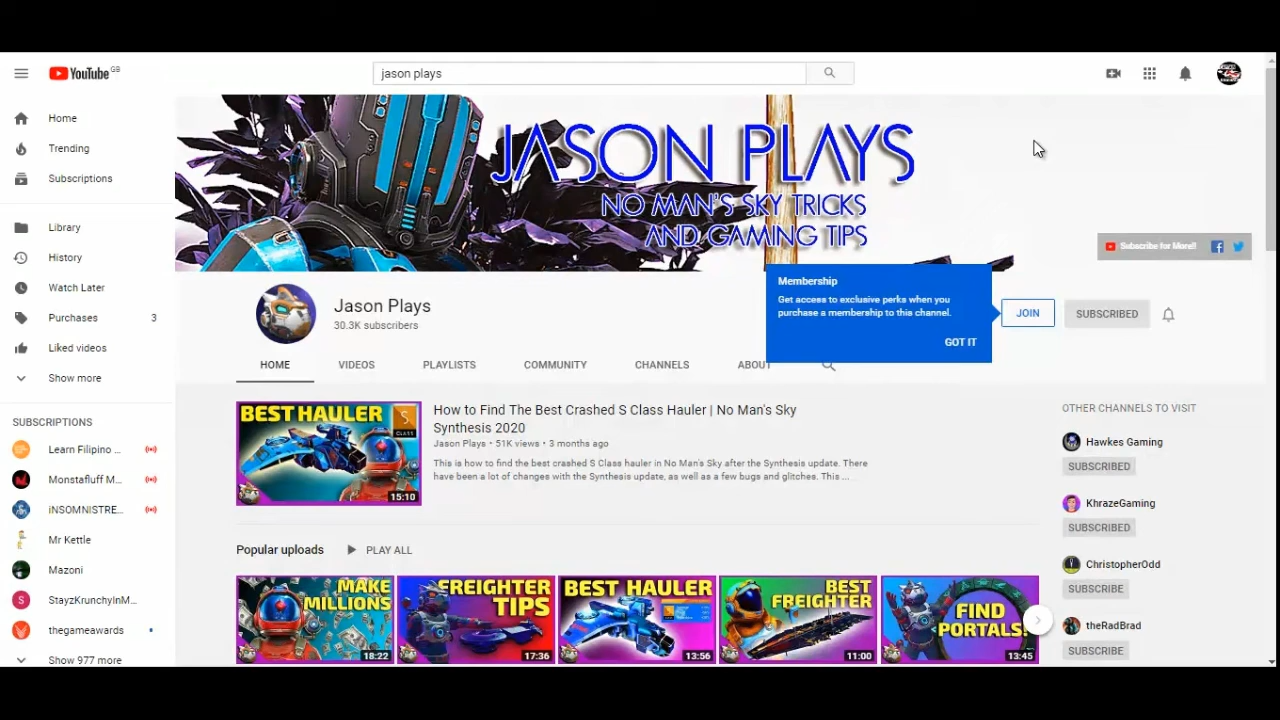 YouTube GB
jason plays
Home
Trending
Subscriptions
Library
History
Watch Later
Purchases 3
Liked videos
Show more
SUBSCRIPTIONS
Learn Filipino ...
Monstafluff M...
iNSOMNISTRE...
Mr Kettle
Mazoni
StayzKrunchyInM...
thegameawards
Show 977 more
JASON PLAYS
NO MAN'S SKY TRICKS
AND GAMING TIPS
Subscribe for More!!
Jason Plays
30.3K subscribers
Membership
Get access to exclusive perks when you
purchase a membership to this channel.
GOT IT
JOIN
SUBSCRIBED
HOME
VIDEOS
PLAYLISTS
COMMUNITY
CHANNELS
ABOUT
BEST HAULER
S
CLASS
15:10
How to Find The Best Crashed S Class Hauler | No Man's Sky
Synthesis 2020
Jason Plays • 51K views • 3 months ago
This is how to find the best crashed S Class hauler in No Man's Sky after the Synthesis update. There
have been a lot of changes with the Synthesis update, as well as a few bugs and glitches. This ...
Popular uploads
PLAY ALL
MAKE
MILLIONS
18:22
FREIGHTER
TIPS
17:36
BEST HAULER
13:56
BEST
FREIGHTER
11:00
FIND
PORTALS!
13:45
OTHER CHANNELS TO VISIT
Hawkes Gaming
SUBSCRIBED
KhrazeGaming
SUBSCRIBED
ChristopherOdd
SUBSCRIBE
theRadBrad
SUBSCRIBE